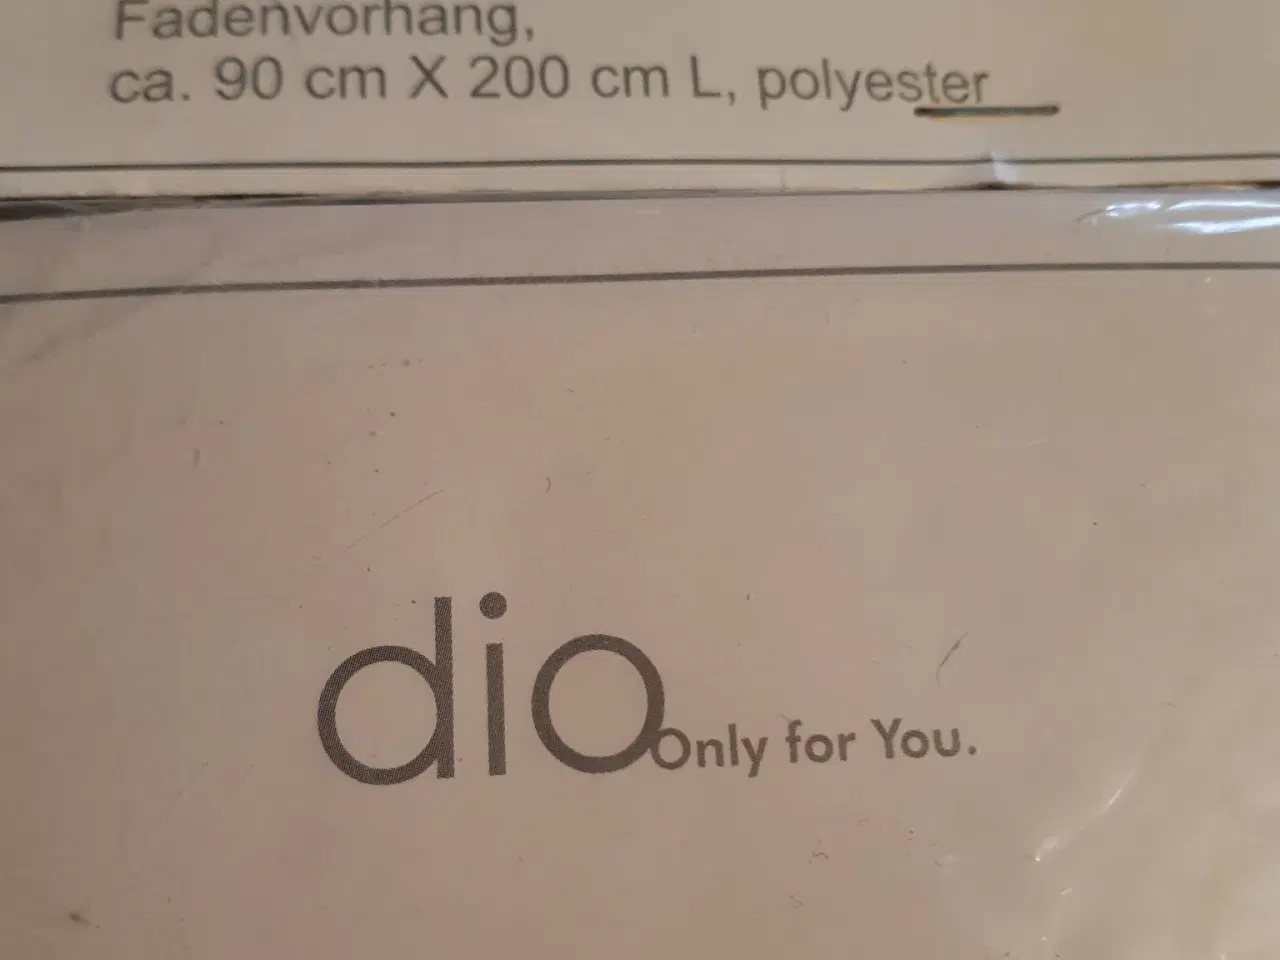 Fadenvorhang,
ca. 90 cm X 200 cm L, polyester
dio Only for You.